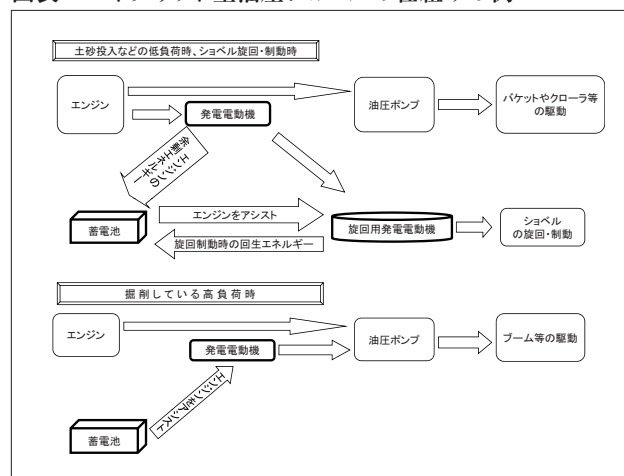 土砂投入などの低負荷時、ショベル旋回・制動時
エンジン
発電電動機
油圧ポンプ
バケットやクローラ等
の駆動
エンジンの
余剰エネルギー
蓄電池
エンジンをアシスト
旋回制動時の回生エネルギー
旋回用発電電動機
ショベル
の旋回・制動
掘削している高負荷時
エンジン
発電電動機
油圧ポンプ
ブーム等の駆動
エンジンをアシスト
蓄電池